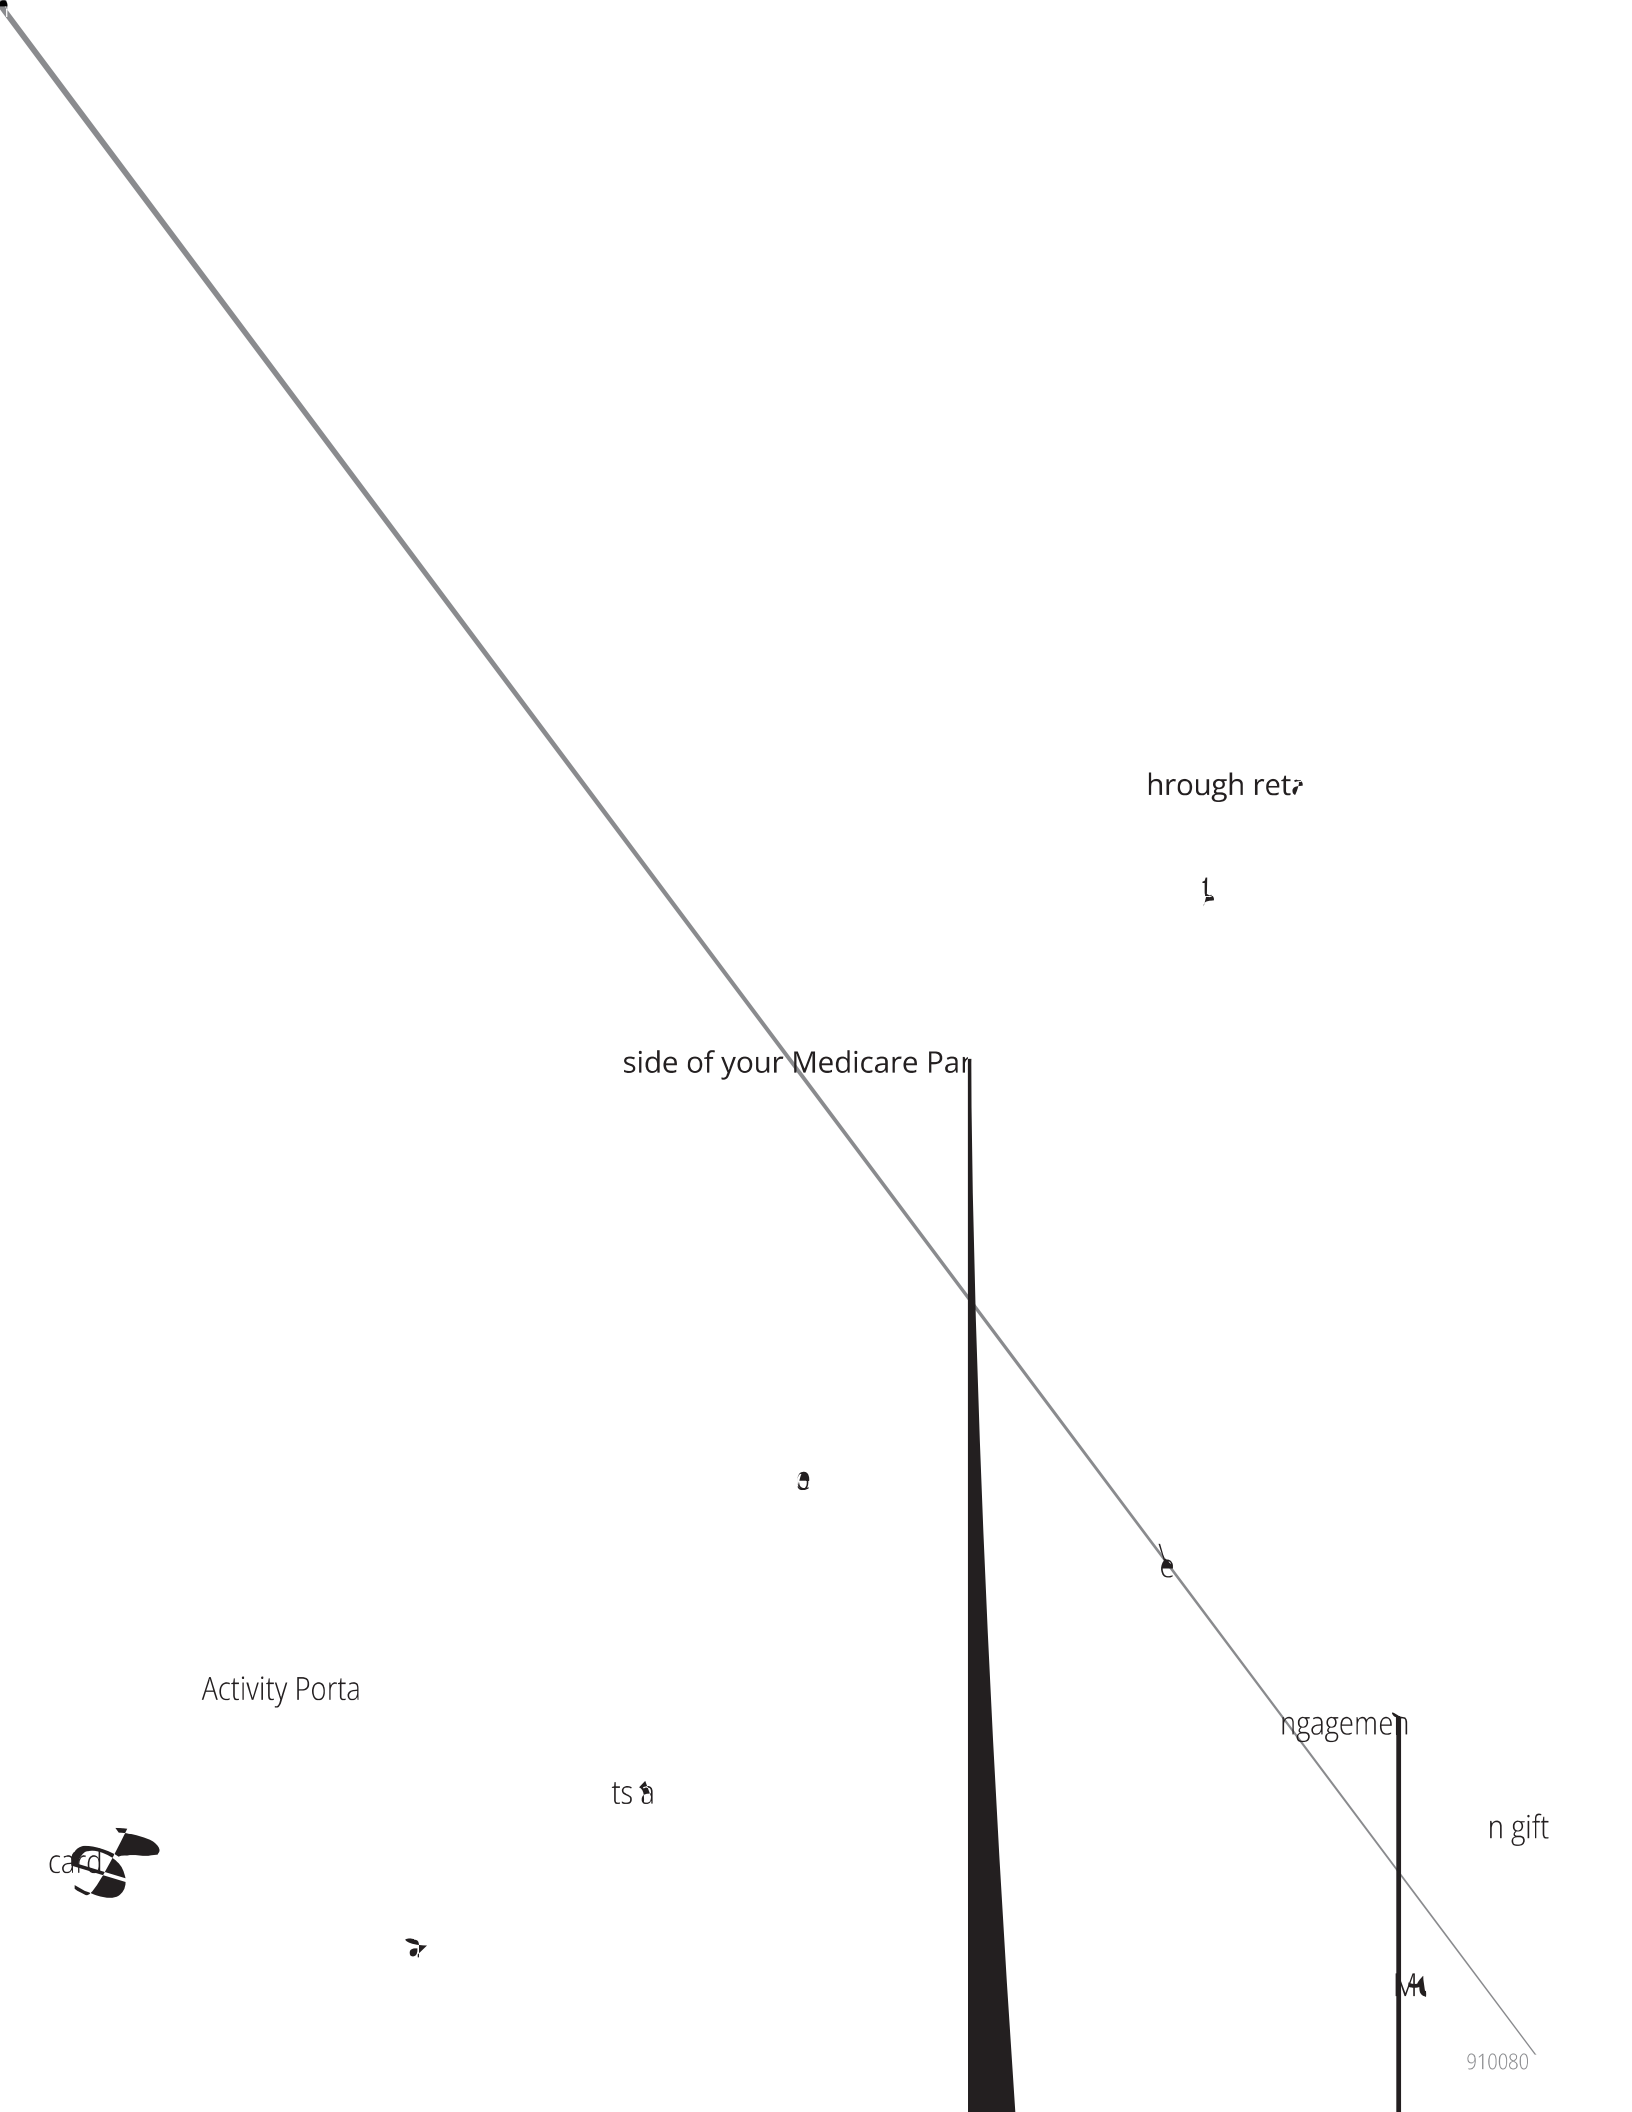 hrough ret
side of your Medicare Par
e
Activity Porta
ngagemen
ts a
n gift
card
M
910080